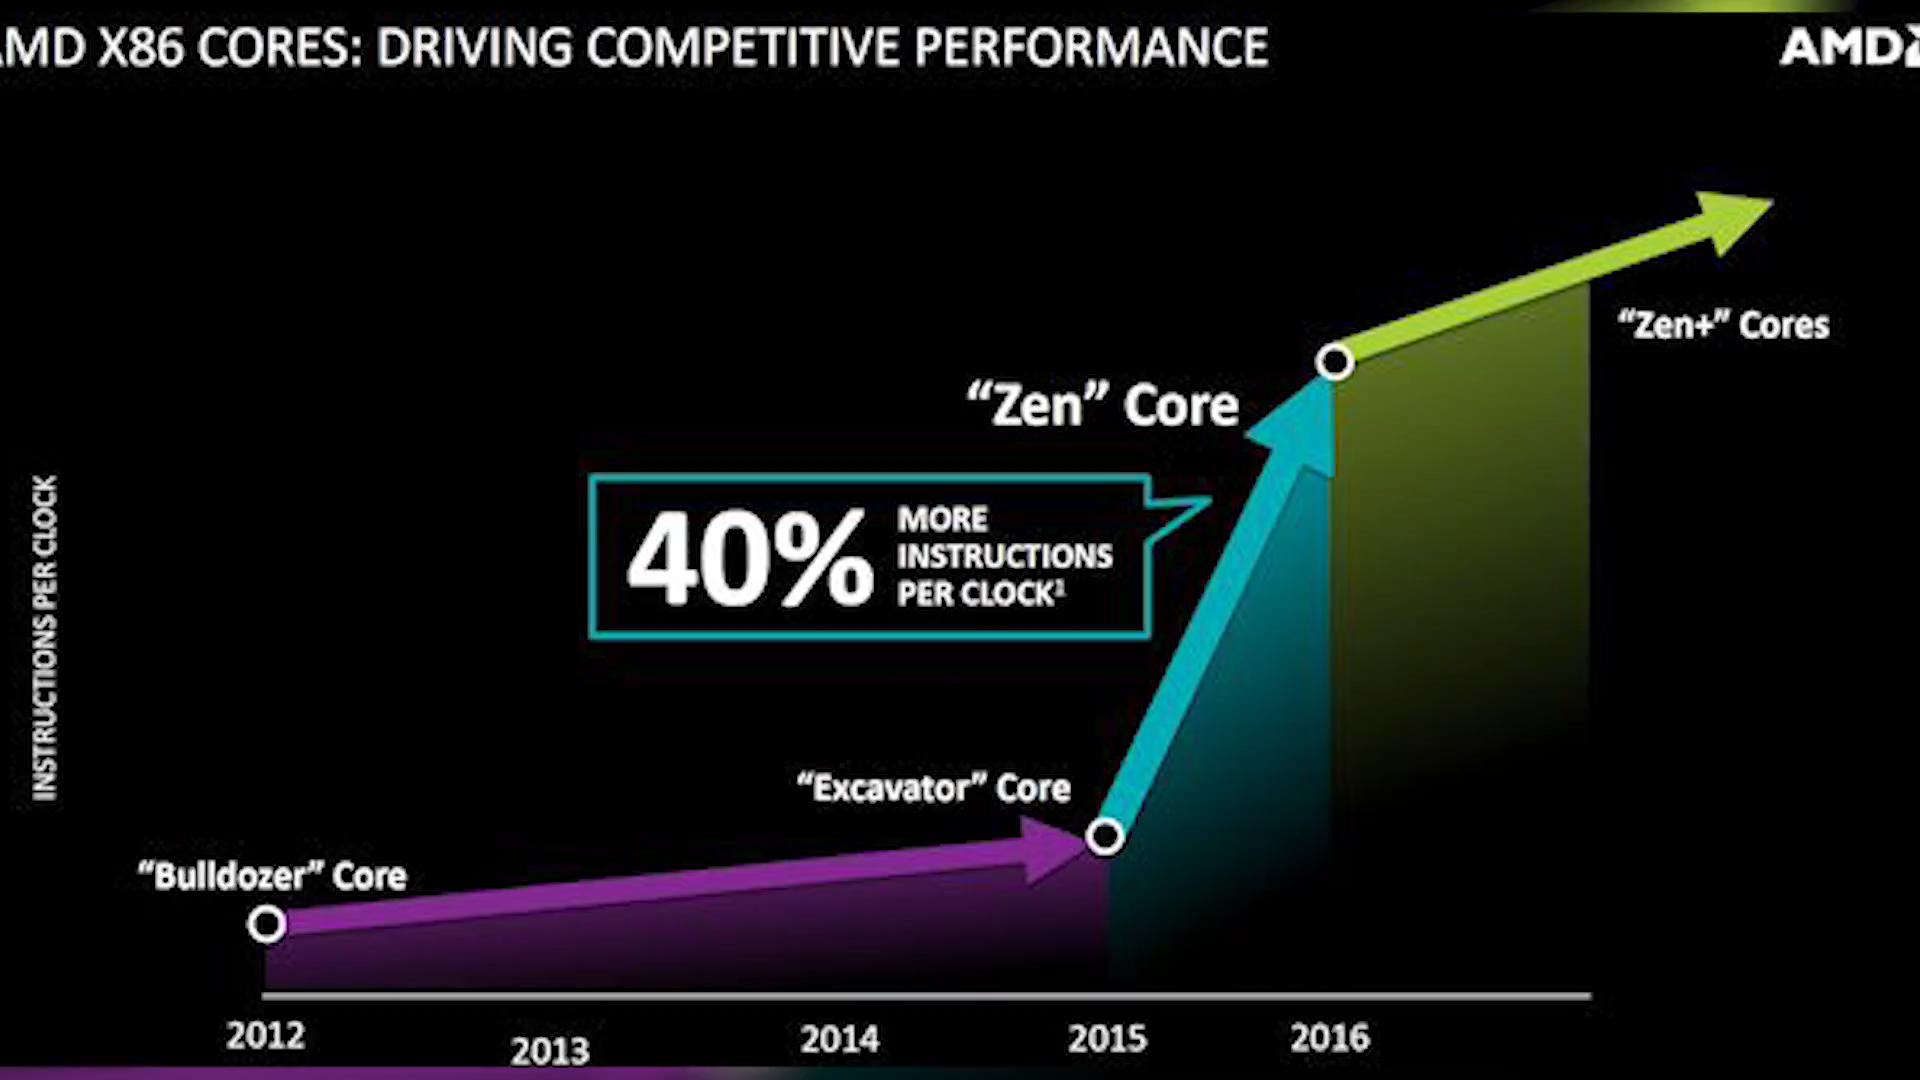 AMD X86 CORES: DRIVING COMPETITIVE PERFORMANCE
AMD
“Zen+” Cores
“Zen” Core
40%
MORE
INSTRUCTIONS
PER CLOCK¹
INSTRUCTIONS PER CLOCK
“Excavator” Core
“Bulldozer” Core
2012
2013
2014
2015
2016